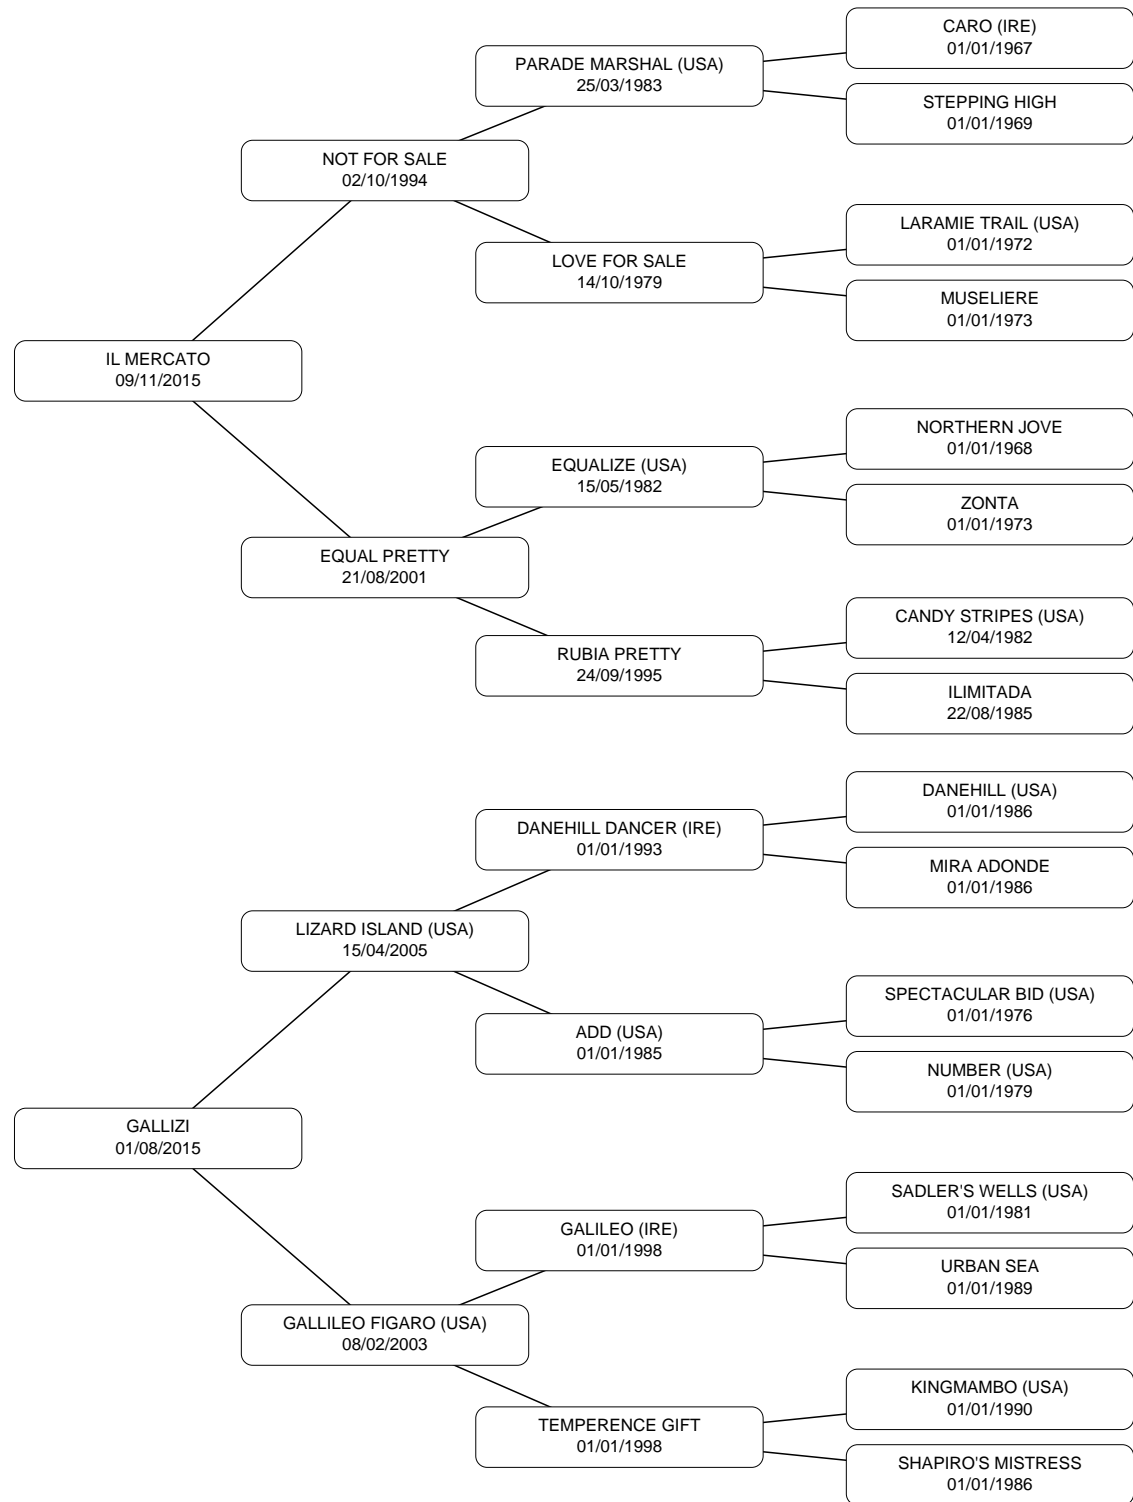 CARO (IRE)
01/01/1967
PARADE MARSHAL (USA)
25/03/1983
STEPPING HIGH
01/01/1969
NOT FOR SALE
02/10/1994
LARAMIE TRAIL (USA)
01/01/1972
LOVE FOR SALE
14/10/1979
MUSELIERE
01/01/1973
IL MERCATO
09/11/2015
NORTHERN JOVE
01/01/1968
EQUALIZE (USA)
15/05/1982
ZONTA
01/01/1973
EQUAL PRETTY
21/08/2001
CANDY STRIPES (USA)
12/04/1982
RUBIA PRETTY
24/09/1995
ILIMITADA
22/08/1985
DANEHILL (USA)
01/01/1986
DANEHILL DANCER (IRE)
01/01/1993
MIRA ADONDE
01/01/1986
LIZARD ISLAND (USA)
15/04/2005
SPECTACULAR BID (USA)
01/01/1976
ADD (USA)
01/01/1985
NUMBER (USA)
01/01/1979
GALLIZI
01/08/2015
SADLER'S WELLS (USA)
01/01/1981
GALILEO (IRE)
01/01/1998
URBAN SEA
01/01/1989
GALLILEO FIGARO (USA)
08/02/2003
KINGMAMBO (USA)
01/01/1990
TEMPERENCE GIFT
01/01/1998
SHAPIRO'S MISTRESS
01/01/1986